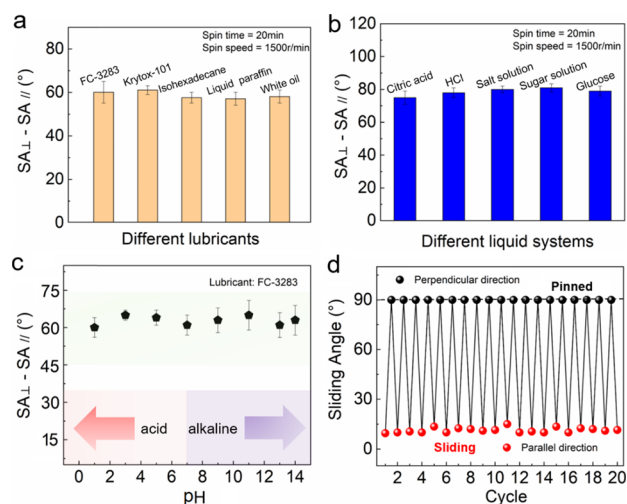 a
Spin time = 20min
Spin speed = 1500r/min
FC-3283
Krytox-101
Isohexadecane
Liquid paraffin
White oil
SA⊥ - SA // (°)
80
60
40
20
0
Different lubricants
b
Spin time = 20min
Spin speed = 1500r/min
Citric acid
HCl
Salt solution
Sugar solution
Glucose
SA⊥ - SA // (°)
120
100
80
60
40
20
0
Different liquid systems
c
Lubricant: FC-3283
SA⊥ - SA // (°)
75
60
45
30
15
acid
alkaline
0 2 4 6 8 10 12 14
pH
d
Perpendicular direction
Pinned
Sliding Angle (°)
90
60
30
0
Sliding
Parallel direction
2 4 6 8 10 12 14 16 18 20
Cycle